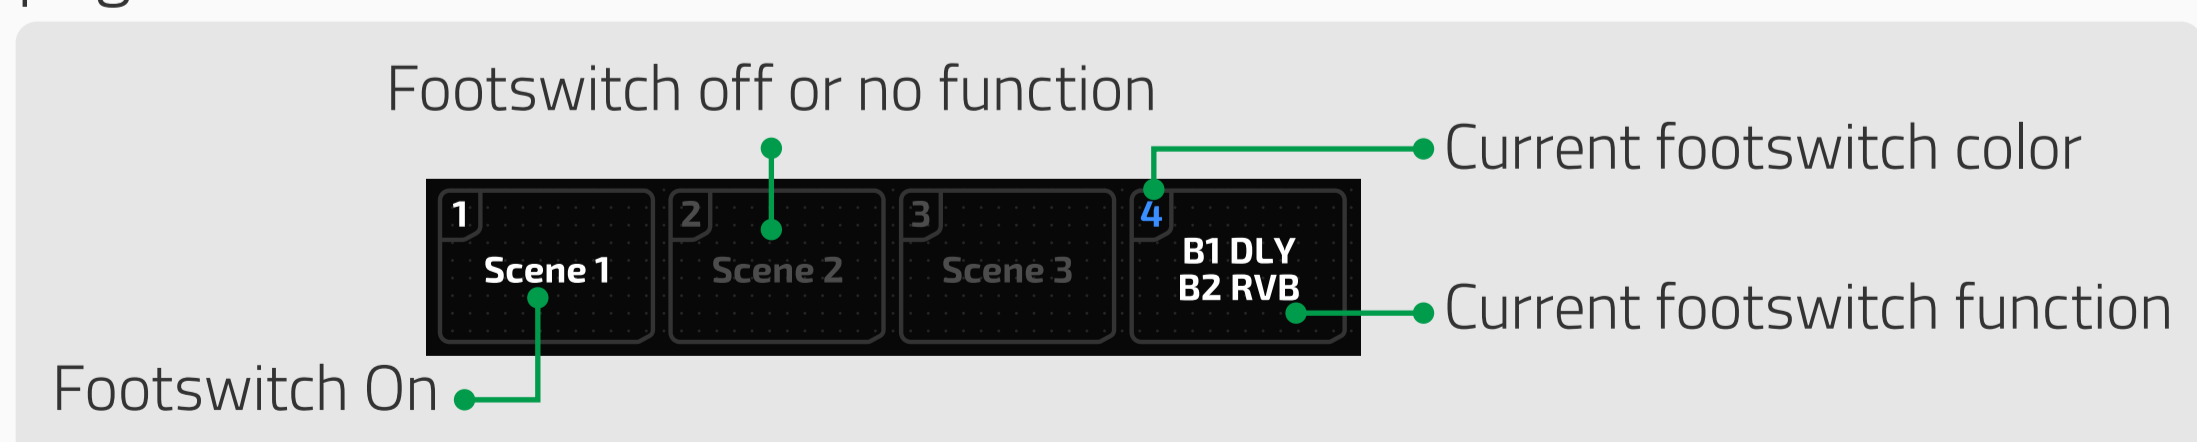 Footswitch off or no function
Current footswitch color
1
2
3
4
Scene 1
Scene 2
Scene 3
B1 DLY
B2 RVB
Current footswitch function
Footswitch On